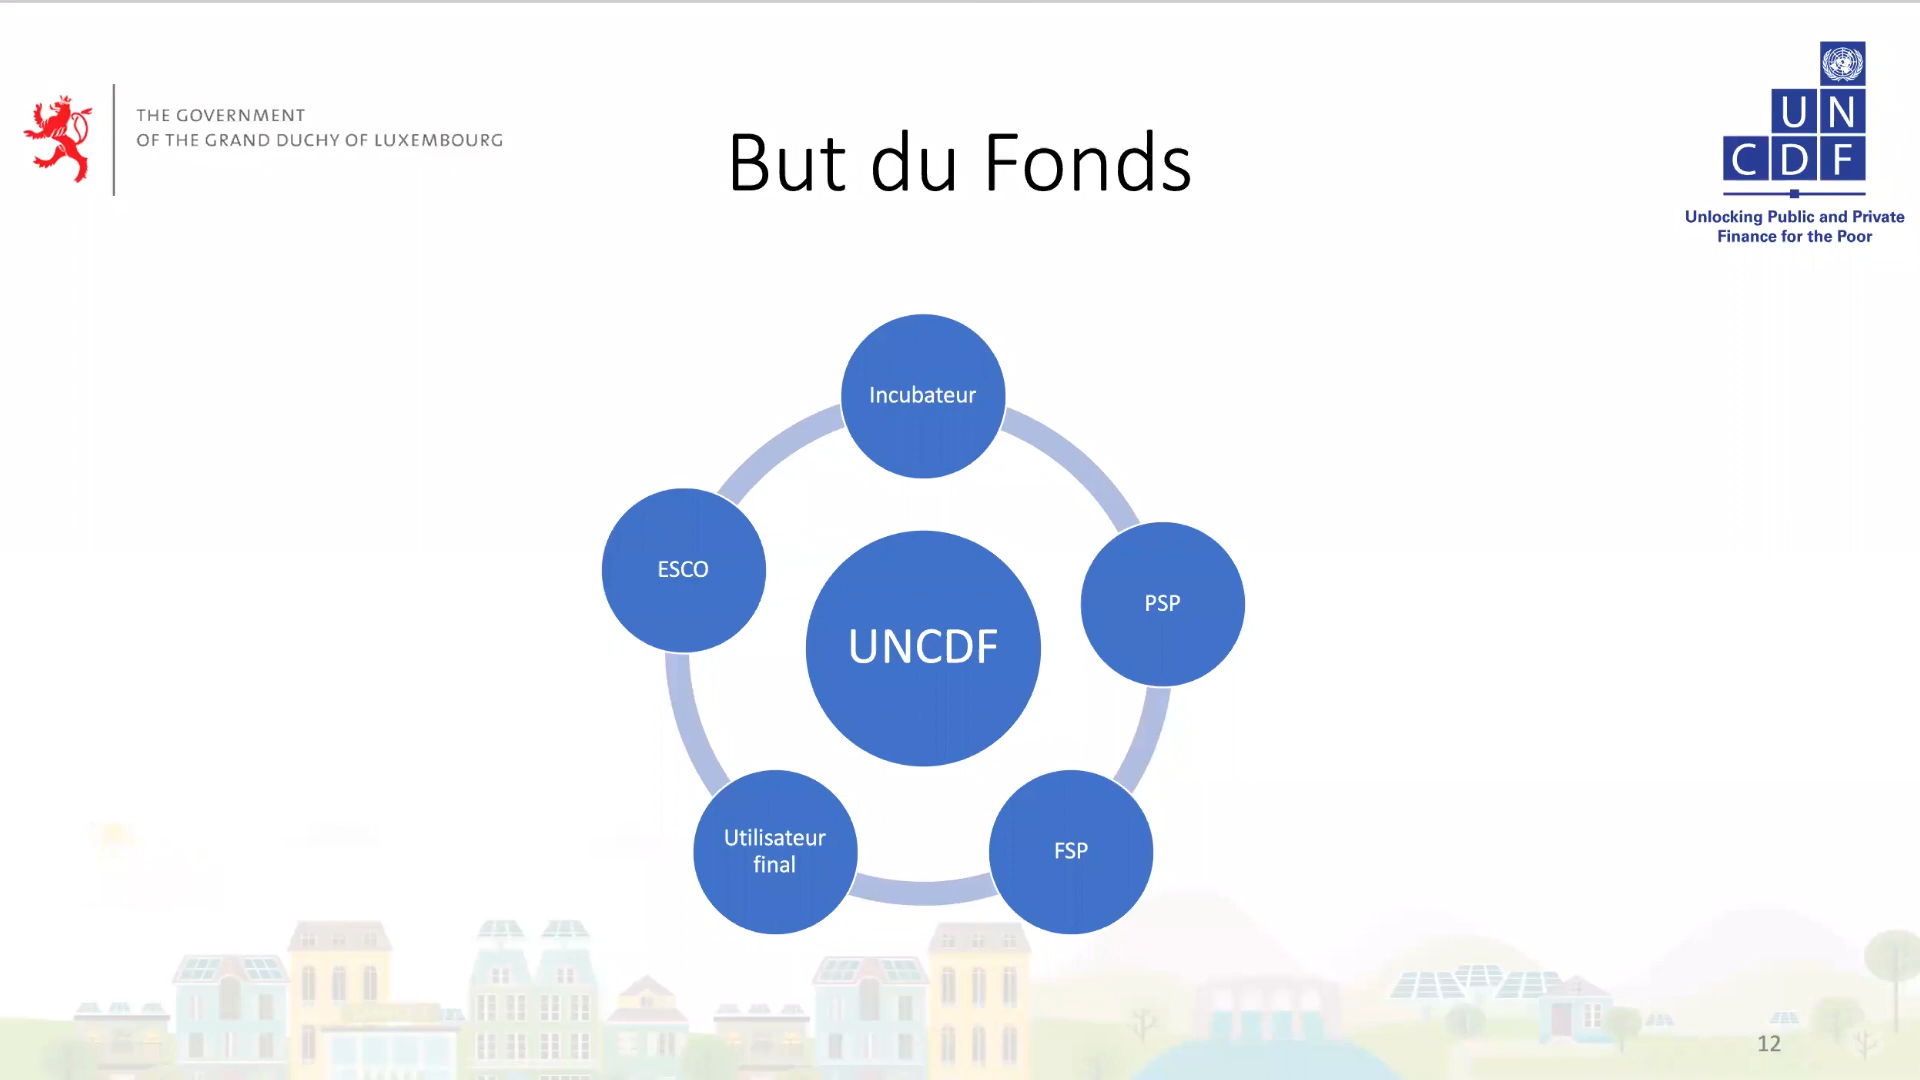 THE GOVERNMENT
OF THE GRAND DUCHY OF LUXEMBOURG
But du Fonds
U N
C D F
Unlocking Public and Private
Finance for the Poor
Incubateur
ESCO
PSP
UNCDF
Utilisateur
final
FSP
12